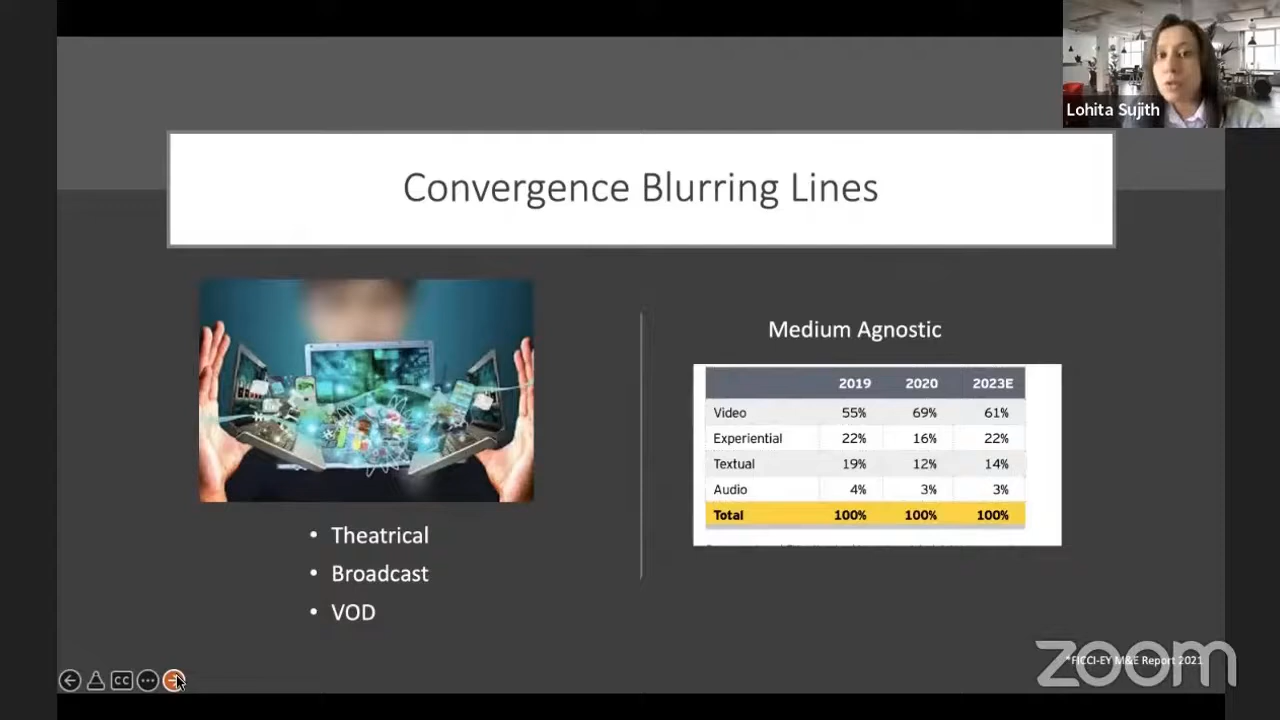 Lohita Sujith
Convergence Blurring Lines
• Theatrical
• Broadcast
• VOD
Medium Agnostic
2019 2020 2023E
Video 55% 69% 61%
Experiential 22% 16% 22%
Textual 19% 12% 14%
Audio 4% 3% 3%
Total 100% 100% 100%
*FICCI-EY M&E Report 2021
zoom
CC